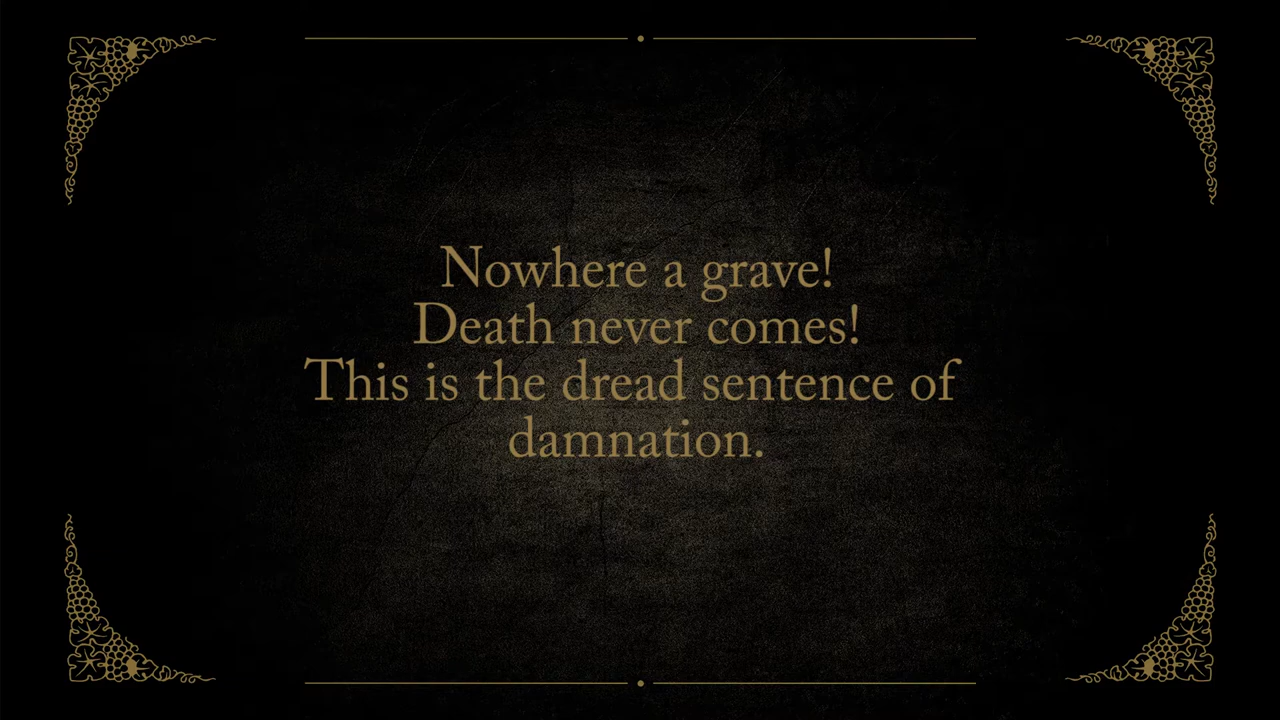 Nowhere a grave!
Death never comes!
This is the dread sentence of
damnation.